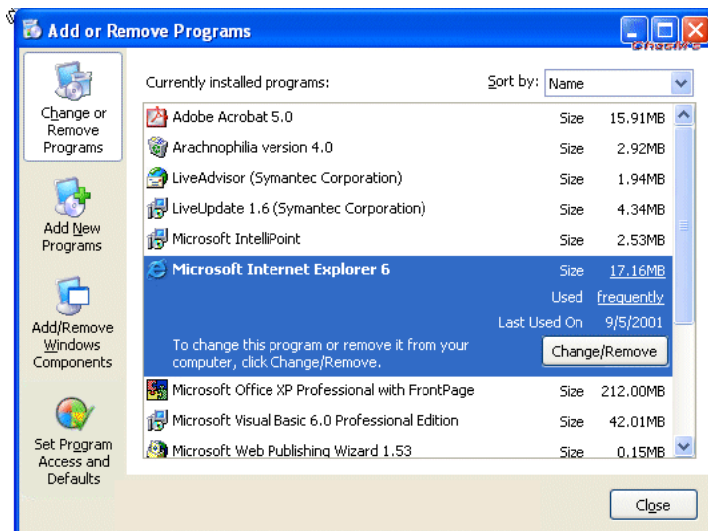 Add or Remove Programs
Change or
Remove
Programs
Add New
Programs
Add/Remove
Windows
Components
Set Program
Access and
Defaults
Currently installed programs: Sort by: Name
Adobe Acrobat 5.0 Size 15.91MB
Arachnophilia version 4.0 Size 2.92MB
LiveAdvisor (Symantec Corporation) Size 1.94MB
LiveUpdate 1.6 (Symantec Corporation) Size 4.34MB
Microsoft IntelliPoint Size 2.53MB
Microsoft Internet Explorer 6 Size 17.16MB
Used frequently
Last Used On 9/5/2001
To change this program or remove it from your
computer, click Change/Remove.
Change/Remove
Microsoft Office XP Professional with FrontPage Size 212.00MB
Microsoft Visual Basic 6.0 Professional Edition Size 42.01MB
Microsoft Web Publishing Wizard 1.53 Size 0.15MB
Close